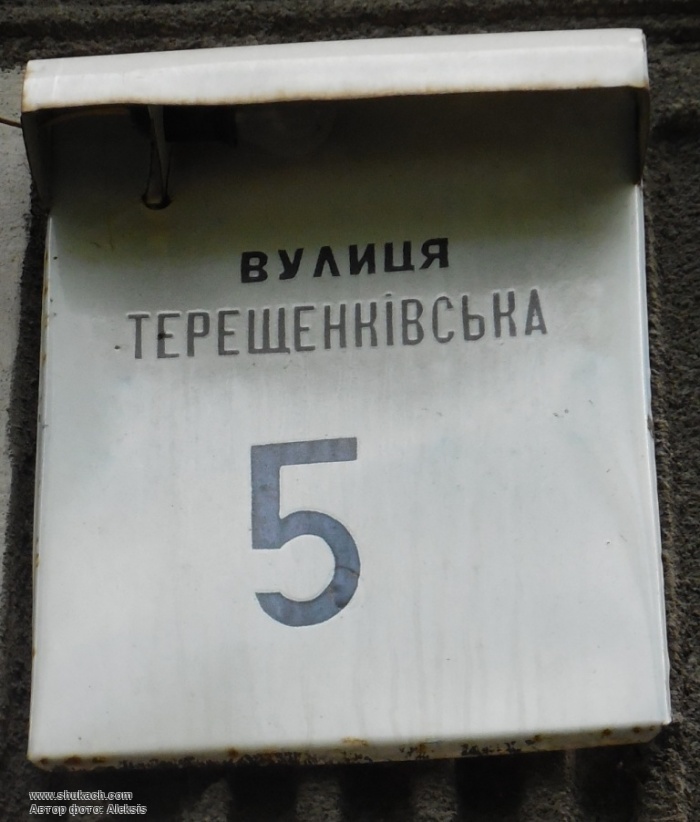 ВУЛИЦЯ
ТЕРЕЩЕНКІВСЬКА
5
www.shukach.com
Автор фото: Aleksis